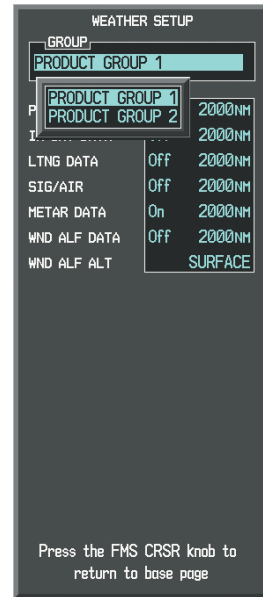 WEATHER SETUP
GROUP
PRODUCT GROUP 1
PRODUCT GROUP 1
PRODUCT GROUP 2
P 2000NM
2000NM
LTNG DATA Off 2000NM
SIG/AIR Off 2000NM
METAR DATA On 2000NM
WND ALF DATA Off 2000NM
WND ALF ALT SURFACE
Press the FMS CRSR knob to
return to base page